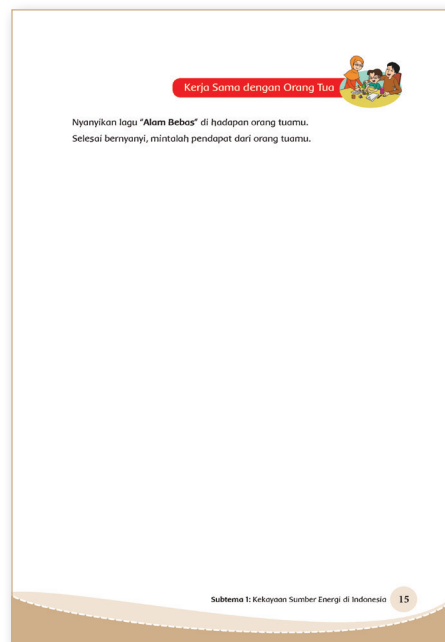 Kerja Sama dengan Orang Tua
Nyanyikan lagu "Alam Bebas" di hadapan orang tuamu.
Selesai bernyanyi, mintalah pendapat dari orang tuamu.
Subtema 1: Kekayaan Sumber Energi di Indonesia 15